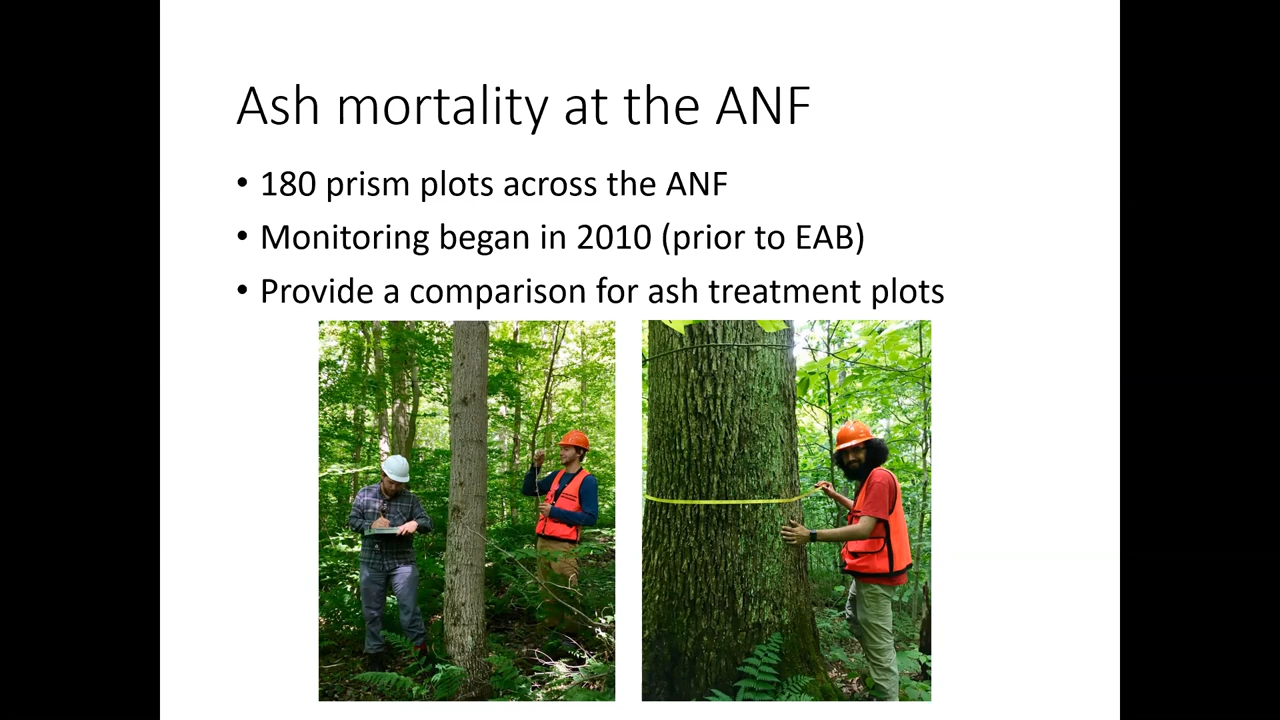 Ash mortality at the ANF
• 180 prism plots across the ANF
• Monitoring began in 2010 (prior to EAB)
• Provide a comparison for ash treatment plots